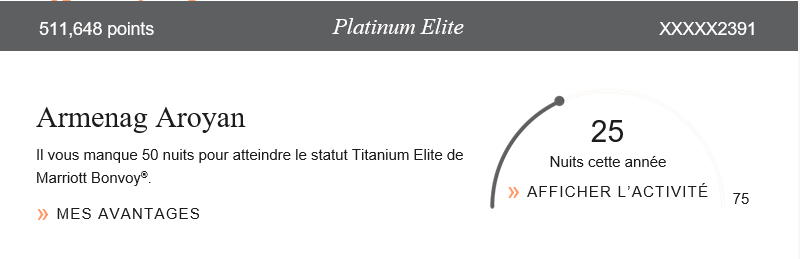 511,648 points
Platinum Elite
XXXXX2391
Armenag Aroyan
Il vous manque 50 nuits pour atteindre le statut Titanium Elite de
Marriott Bonvoy®.
» MES AVANTAGES
25
Nuits cette année
» AFFICHER L’ACTIVITÉ
75